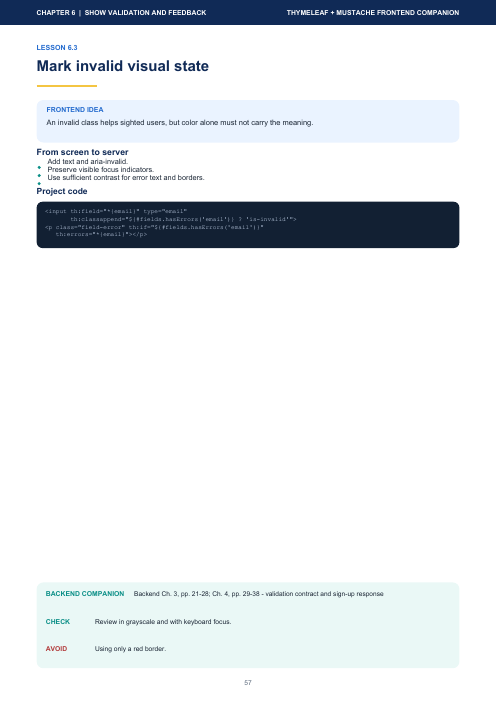 CHAPTER 6 | SHOW VALIDATION AND FEEDBACK
THYMELEAF + MUSTACHE FRONTEND COMPANION
LESSON 6.3
Mark invalid visual state
FRONTEND IDEA
An invalid class helps sighted users, but color alone must not carry the meaning.
From screen to server
Add text and aria-invalid.
Preserve visible focus indicators.
Use sufficient contrast for error text and borders.
Project code
<input th:field="*{email}" type="email"
th:classappend="${#fields.hasErrors('email')} ? 'is-invalid'">
<p class="field-error" th:if="${#fields.hasErrors('email')}"
th:errors="*{email}"></p>
BACKEND COMPANION Backend Ch. 3, pp. 21-28; Ch. 4, pp. 29-38 - validation contract and sign-up response
CHECK Review in grayscale and with keyboard focus.
AVOID Using only a red border.
57